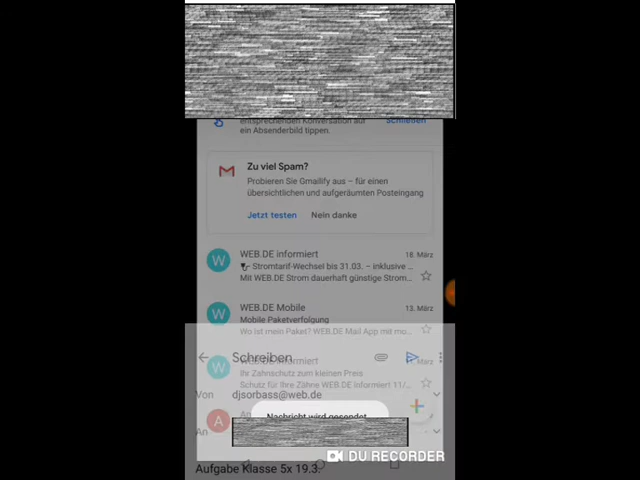 entsprechenden Konversation auf
ein Absenderbild tippen.
Schließen
Zu viel Spam?
Probieren Sie Gmailify aus – für einen
übersichtlichen und aufgeräumten Posteingang
Jetzt testen Nein danke
W WEB.DE informiert 18. März
Stromtarif-Wechsel bis 31.03. – inklusive ...
Mit WEB.DE Strom dauerhaft günstige Strom...
W WEB.DE Mobile 13. März
Mobile Paketverfolgung
Wo ist mein Paket? WEB.DE Mail App mit mo...
Schreiben
W informiert März
Ihr Zahnschutz zum kleinen Preis
Schutz für Ihre Zähne WEB.DE informiert 11/...
Von djsorbass@web.de
Nachricht wird gesendet
A An
An
DU RECORDER
Aufgabe Klasse 5x 19.3.